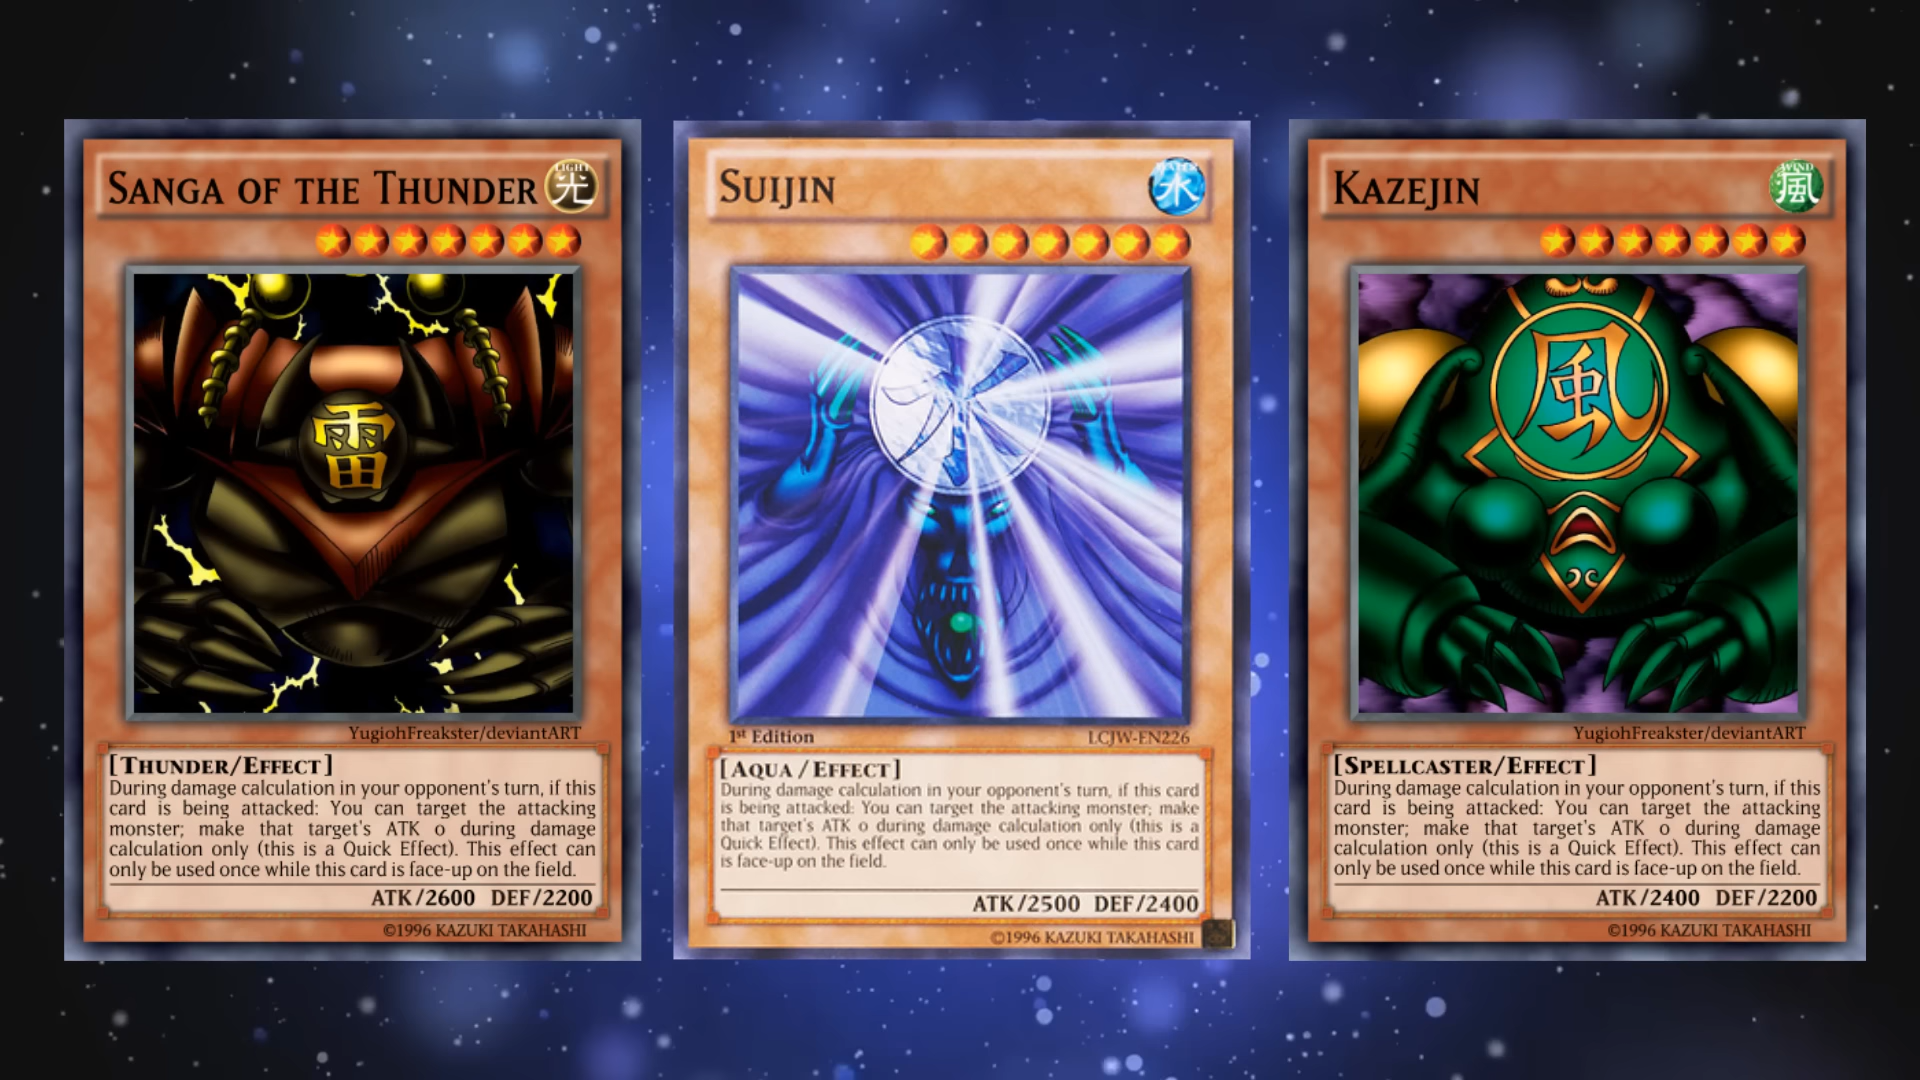 SANGA OF THE THUNDER
LIGHT
光
雷
YugiohFreakster/deviantART
[THUNDER/EFFECT]
During damage calculation in your opponent's turn, if this
card is being attacked: You can target the attacking
monster; make that target's ATK 0 during damage
calculation only (this is a Quick Effect). This effect can
only be used once while this card is face-up on the field.
ATK/2600 DEF/2200
©1996 KAZUKI TAKAHASHI
SUIJIN
WATER
水
水
1st Edition
LCJW-EN226
[AQUA/EFFECT]
During damage calculation in your opponent's turn, if this card
is being attacked: You can target the attacking monster; make
that target's ATK 0 during damage calculation only (this is a
Quick Effect). This effect can only be used once while this card
is face-up on the field.
ATK/2500 DEF/2400
©1996 KAZUKI TAKAHASHI
KAZEJIN
WIND
風
風
YugiohFreakster/deviantART
[SPELLCASTER/EFFECT]
During damage calculation in your opponent's turn, if this
card is being attacked: You can target the attacking
monster; make that target's ATK 0 during damage
calculation only (this is a Quick Effect). This effect can
only be used once while this card is face-up on the field.
ATK/2400 DEF/2200
©1996 KAZUKI TAKAHASHI